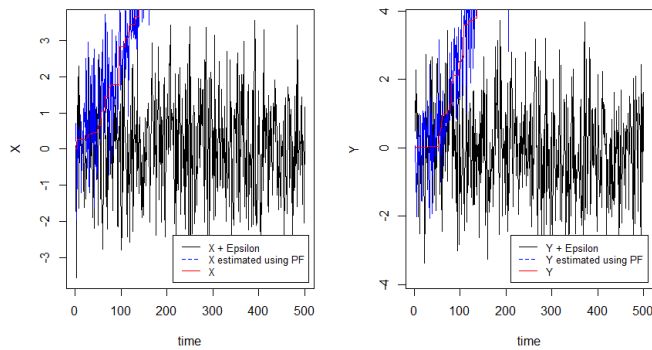 X
3
2
1
0
-1
-2
-3
X + Epsilon
X estimated using PF
X
0
100
200
300
400
500
time
Y
4
2
0
-2
-4
Y + Epsilon
Y estimated using PF
Y
0
100
200
300
400
500
time